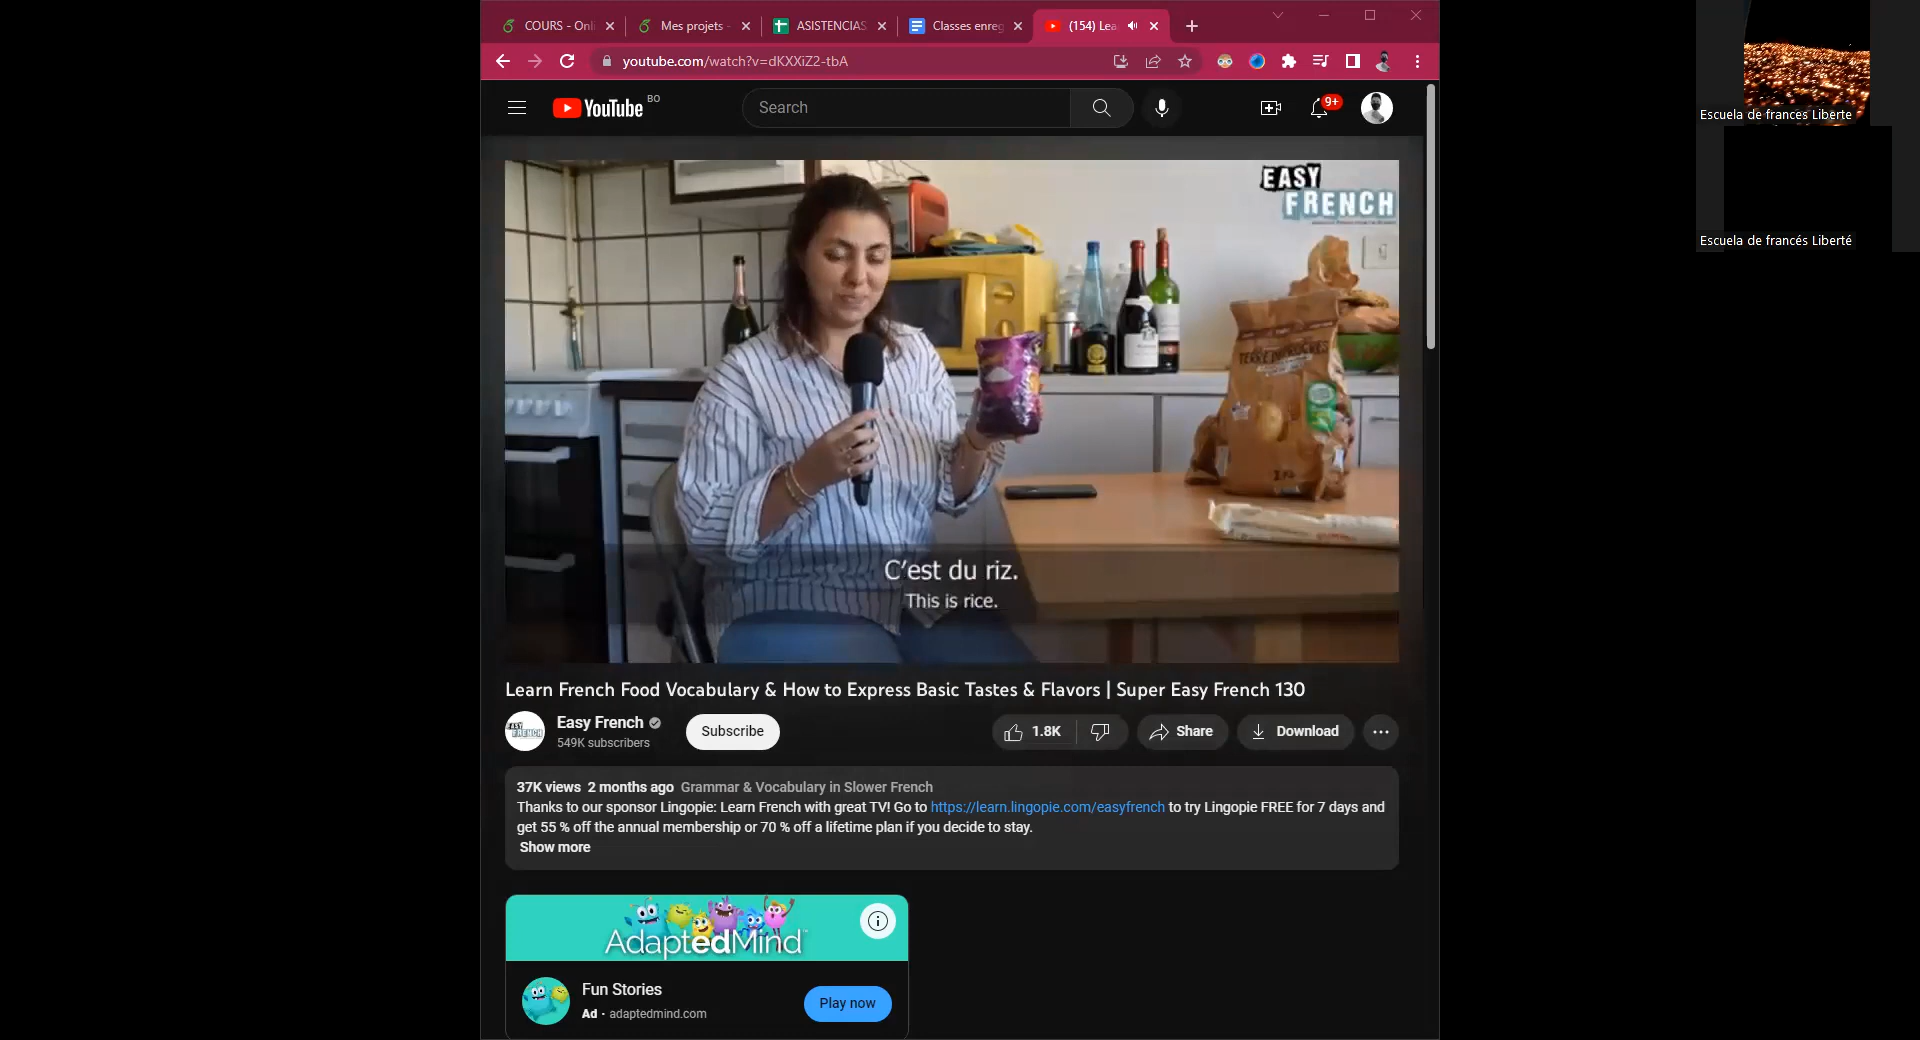 COURS - Onli
Mes projets -
ASISTENCIAS
Classes enreg
(154) Lea
youtube.com/watch?v=dKXXiZ2-tbA
YouTube BO
Search
9+
Escuela de frances Liberte
Escuela de francés Liberté
EASY
FRENCH
TERRE DE SUCRES
C'est du riz.
This is rice.
Learn French Food Vocabulary & How to Express Basic Tastes & Flavors | Super Easy French 130
EASY
FRENCH
Easy French
549K subscribers
Subscribe
1.8K
Share
Download
37K views 2 months ago Grammar & Vocabulary in Slower French
Thanks to our sponsor Lingopie: Learn French with great TV! Go to https://learn.lingopie.com/easyfrench to try Lingopie FREE for 7 days and
get 55 % off the annual membership or 70 % off a lifetime plan if you decide to stay.
Show more
AdaptedMind
Fun Stories
Ad · adaptedmind.com
Play now